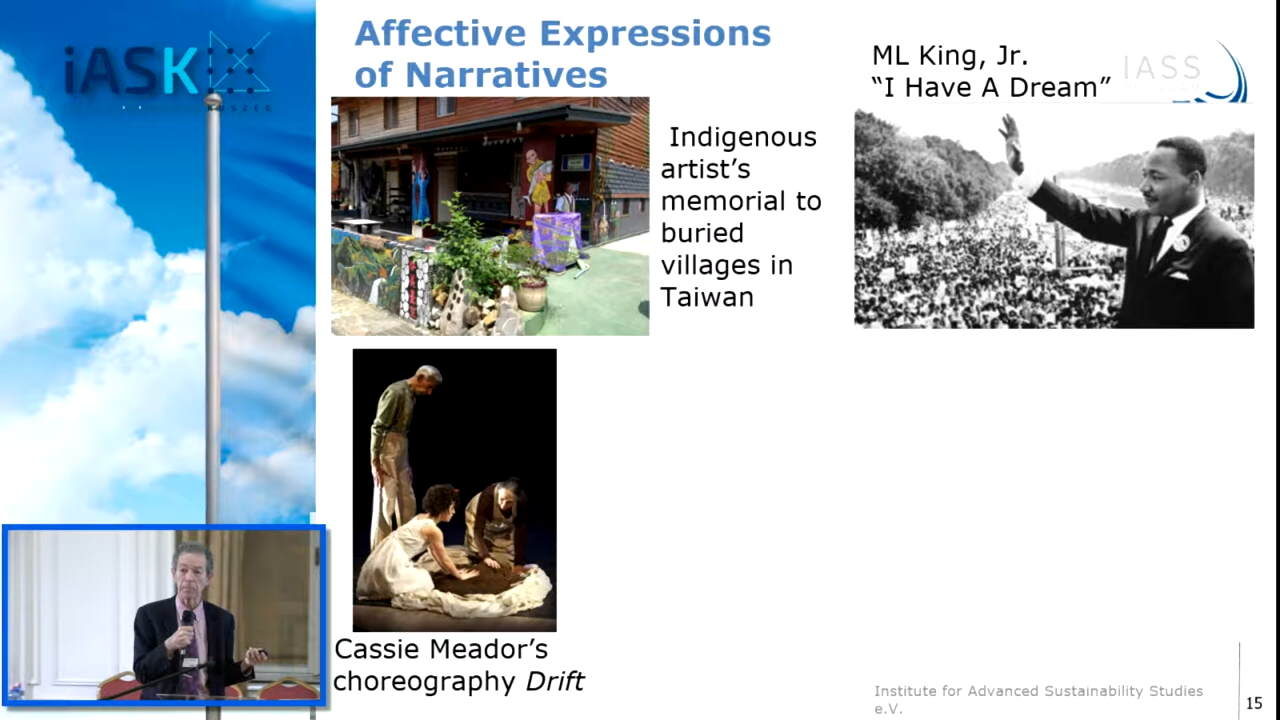 iASK
Affective Expressions
of Narratives
ML King, Jr.
“I Have A Dream”
IASS
Indigenous
artist’s
memorial to
buried
villages in
Taiwan
Cassie Meador’s
choreography Drift
Institute for Advanced Sustainability Studies
e.V.
15